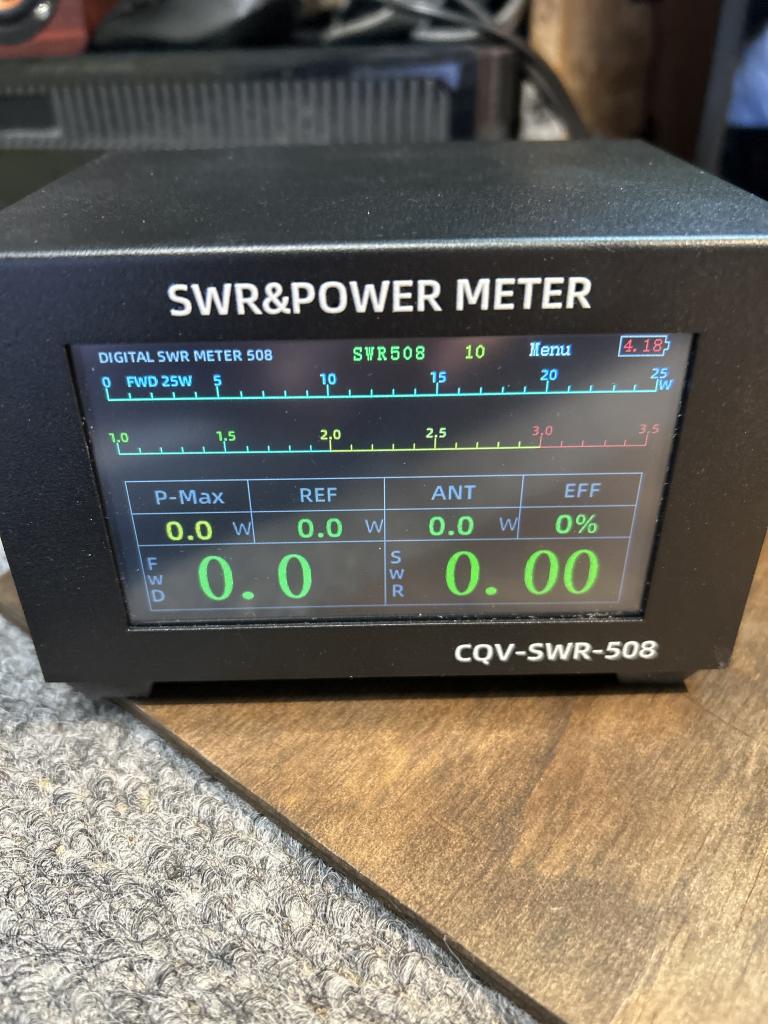 SWR&POWER METER
DIGITAL SWR METER 508 SWR508 10 Menu 4.18
0 FWD 25W 5 10 15 20 25 W
1.0 1.5 2.0 2.5 3.0 3.5
P-Max REF ANT EFF
0.0 W 0.0 W 0.0 W 0%
FWD 0.0 SWR 0.00
CQV-SWR-508